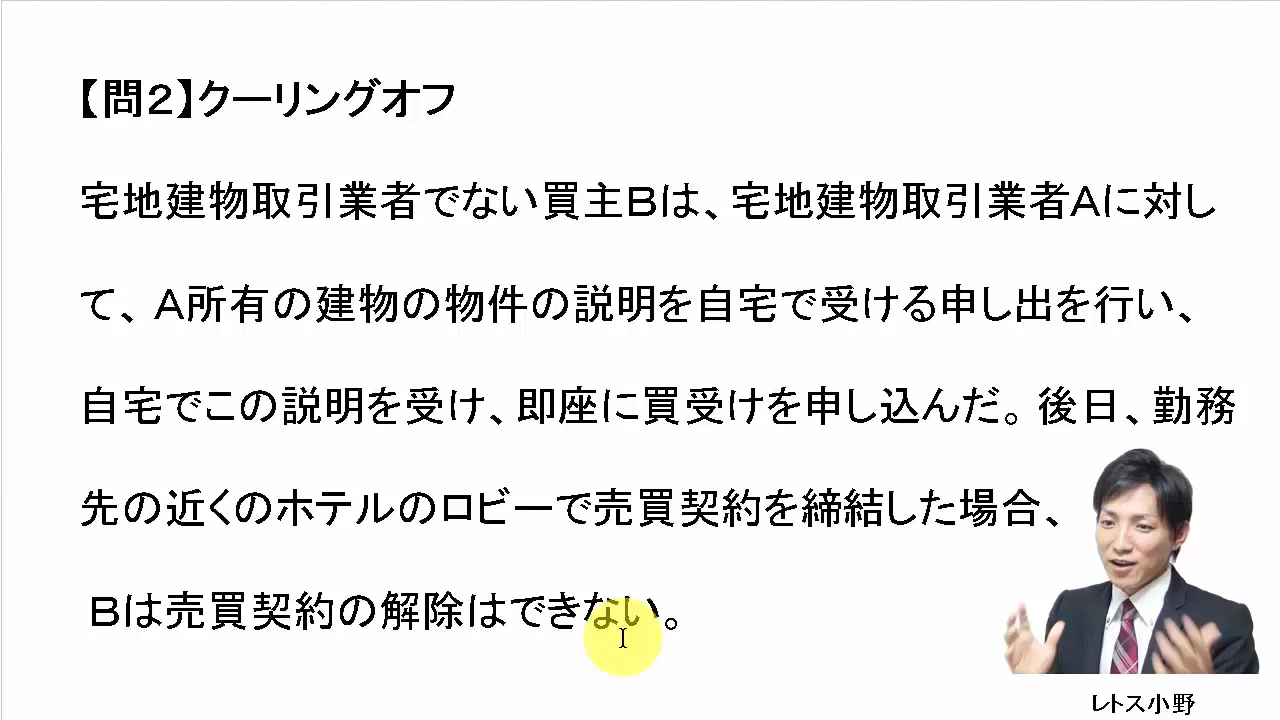 【問２】クーリングオフ
宅地建物取引業者でない買主Ｂは、宅地建物取引業者Ａに対し
て、Ａ所有の建物の物件の説明を自宅で受ける申し出を行い、
自宅でこの説明を受け、即座に買受けを申し込んだ。後日、勤務
先の近くのホテルのロビーで売買契約を締結した場合、
Ｂは売買契約の解除はできない。
レトス小野